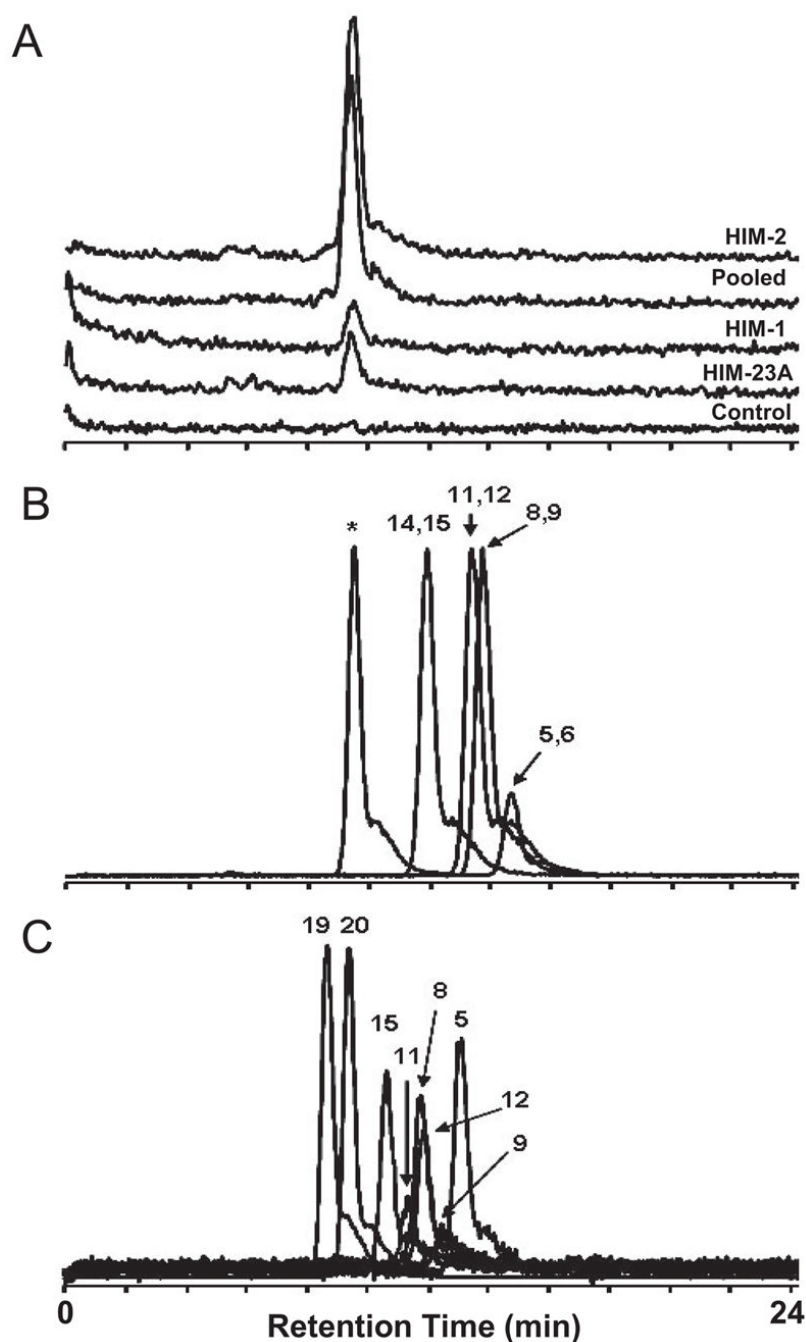 A
HIM-2
Pooled
HIM-1
HIM-23A
Control
B
*
14,15
11,12
8,9
5,6
C
19
20
15
11
8
5
12
9
0
24
Retention Time (min)